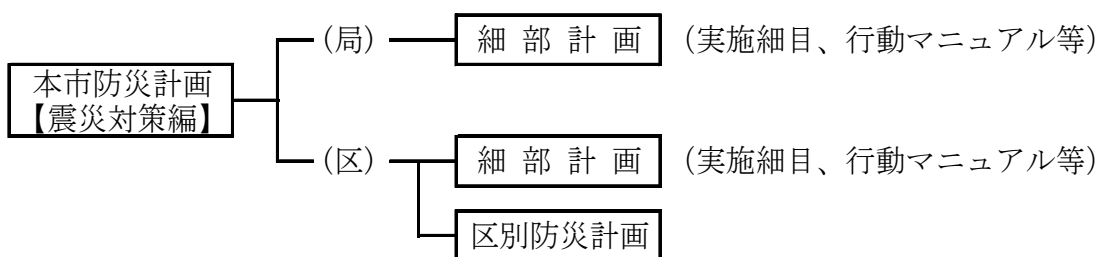 (局) 細部計画 (実施細目、行動マニュアル等)
本市防災計画
【震災対策編】
(区) 細部計画 (実施細目、行動マニュアル等)
区別防災計画